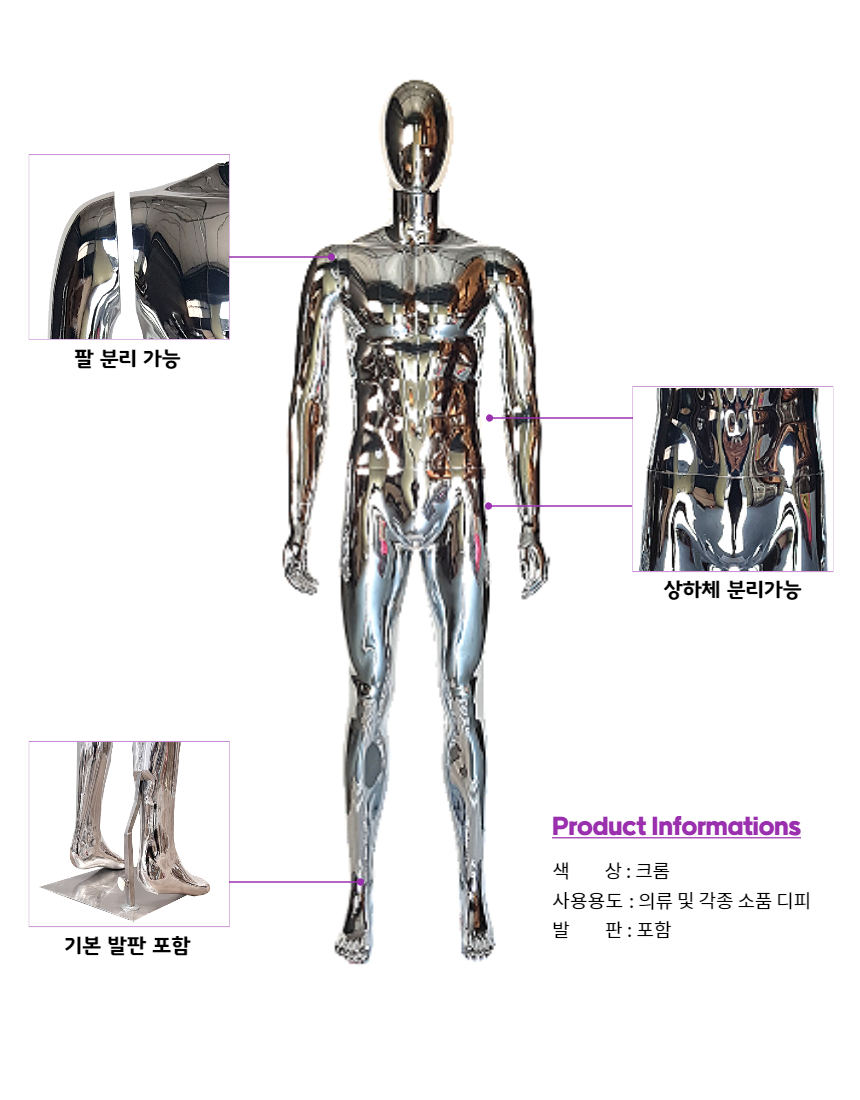 팔 분리 가능
상하체 분리가능
기본 발판 포함
Product Informations
색 상 : 크롬
사용용도 : 의류 및 각종 소품 디피
발 판 : 포함